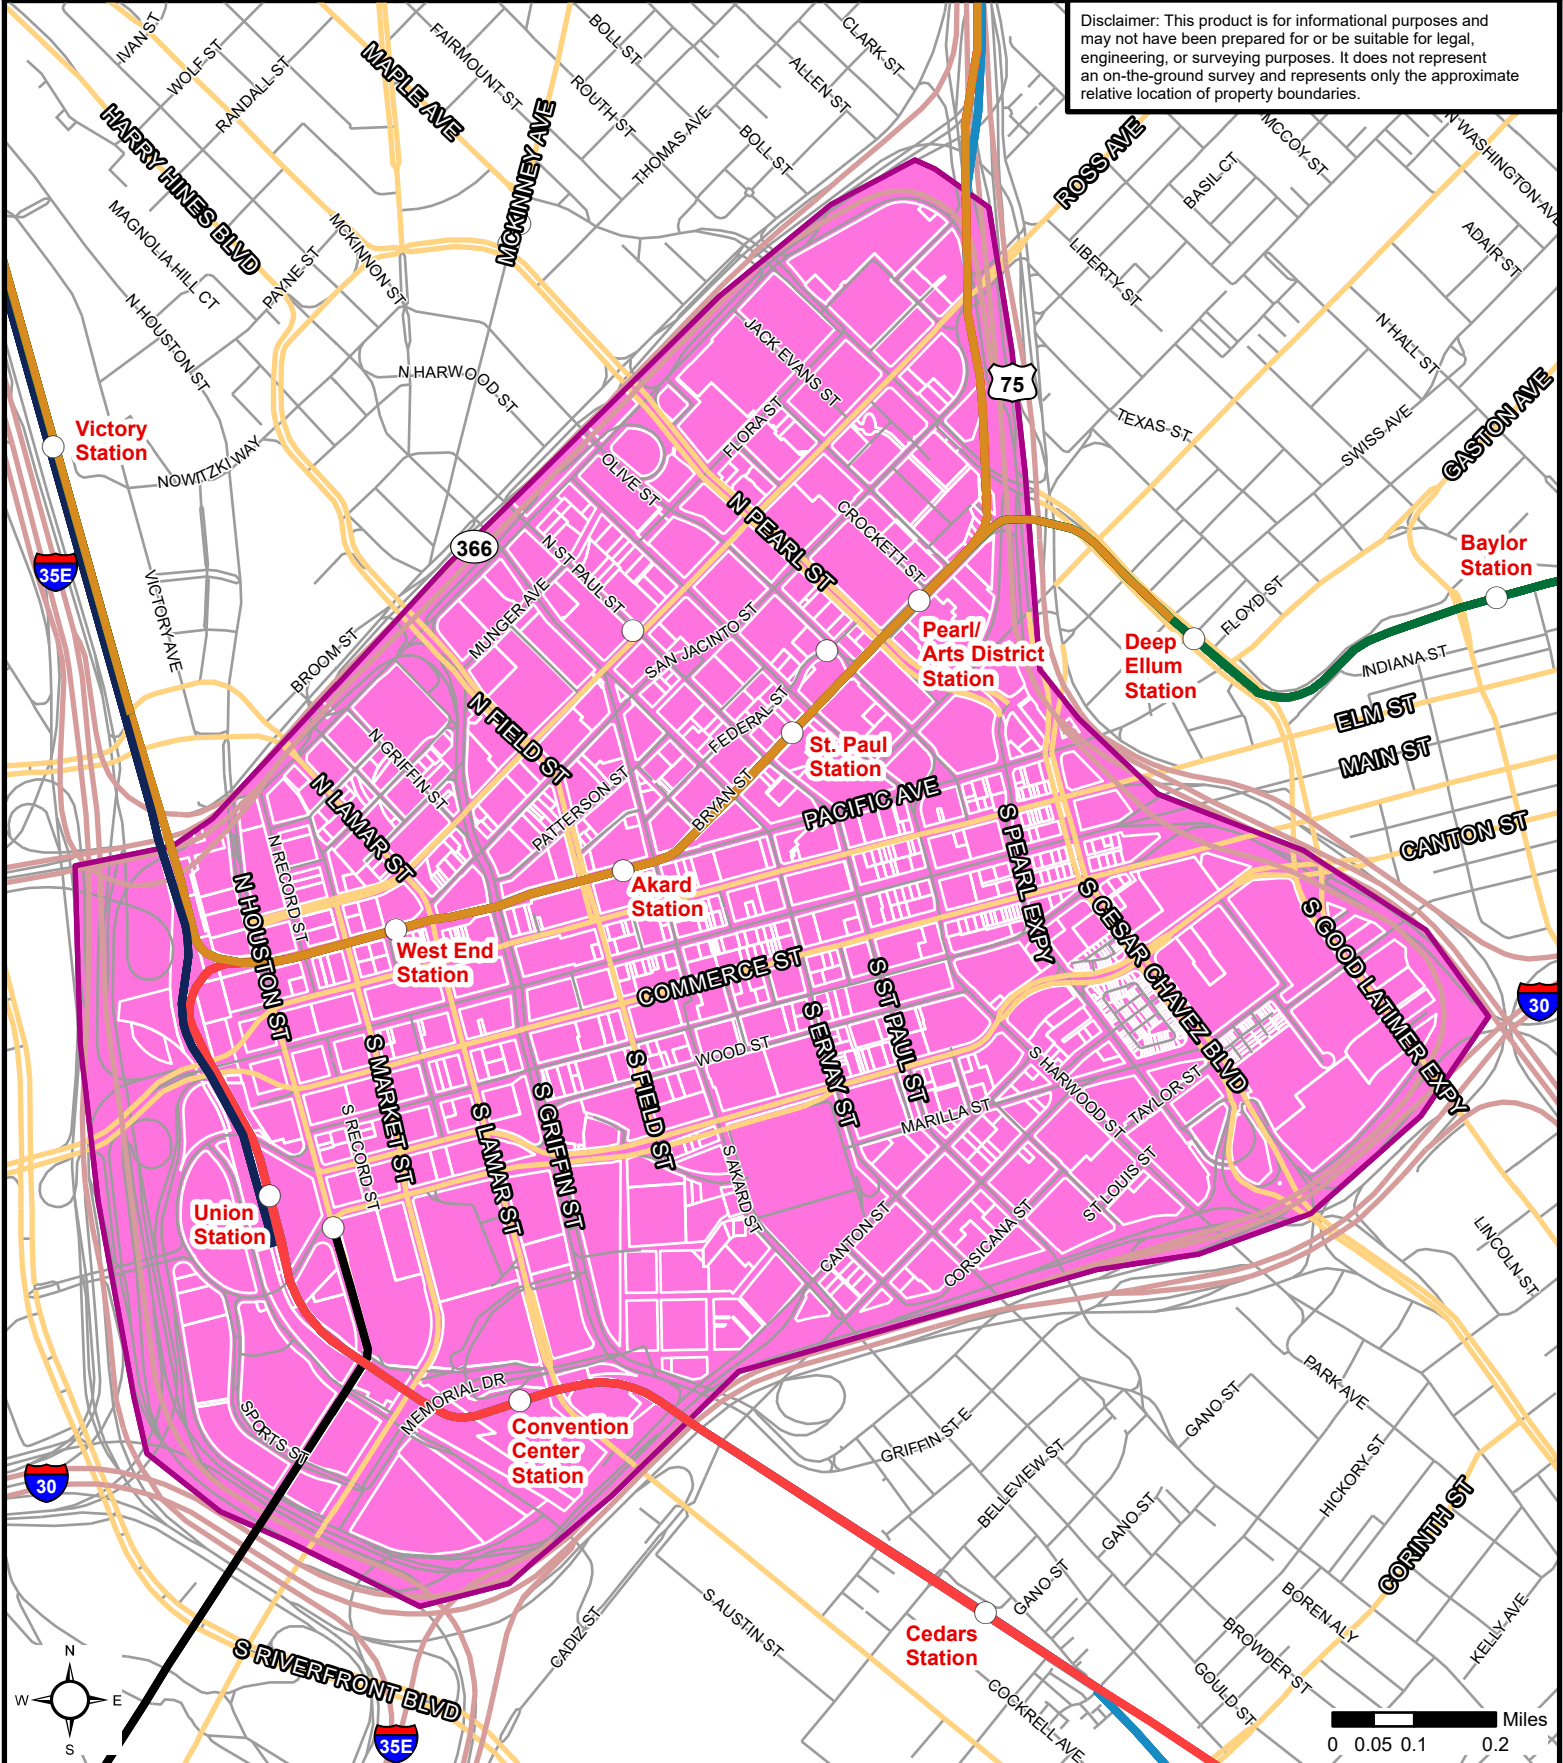 Disclaimer: This product is for informational purposes and
may not have been prepared for or be suitable for legal,
engineering, or surveying purposes. It does not represent
an on-the-ground survey and represents only the approximate
relative location of property boundaries.
IVAN ST
WOLF ST
RANDALL ST
MAPLE AVE
FAIRMOUNT ST
BOLL ST
ROUTH ST
CLARK ST
ALLEN ST
THOMAS AVE
BOLL ST
MCKINNEY AVE
HARRY HINES BLVD
ROSS AVE
BASIL CT
MCCOY ST
N WASHINGTON AVE
ADAIR ST
LIBERTY ST
MAGNOLIA HILL CT
PAYNE ST
MCKINNON ST
N HOUSTON ST
N HARWOOD ST
N HALL ST
JACK EVANS ST
75
TEXAS ST
SWISS AVE
GASTON AVE
FLORA ST
Victory
Station
NOWITZKI WAY
OLIVE ST
N PEARL ST
CROCKETT ST
366
35E
N ST PAUL ST
MUNGER AVE
SAN JACINTO ST
VICTORY AVE
BROOM ST
Baylor
Station
FLOYD ST
Pearl/
Arts District
Station
Deep
Ellum
Station
INDIANA ST
ELM ST
MAIN ST
CANTON ST
N FIELD ST
FEDERAL ST
St. Paul
Station
N GRIFFIN ST
N LAMAR ST
PATTERSON ST
BRYAN ST
PACIFIC AVE
S PEARL EXPY
N RECORD ST
N HOUSTON ST
Akard
Station
West End
Station
COMMERCE ST
S CESAR CHAVEZ BLVD
S GOOD LATIMER EXPY
S ST PAUL ST
S ERVAY ST
WOOD ST
30
S MARKET ST
S RECORD ST
S LAMAR ST
S GRIFFIN ST
S FIELD ST
S AKARD ST
MARILLA ST
S HARWOOD ST
TAYLOR ST
ST LOUIS ST
CANTON ST
CORSICANA ST
Union
Station
LINCOLN ST
MEMORIAL DR
SPORTS ST
Convention
Center
Station
PARK AVE
GANO ST
GRIFFIN ST E
BELLEVIEW ST
HICKORY ST
GANO ST
CORINTH ST
30
S RIVERFRONT BLVD
35E
CADIZ ST
S AUSTIN ST
Cedars
Station
GANO ST
BOREN ALY
BROWDER ST
GOULD ST
KELLY AVE
COCKRELL AVE
N
W E
S
Miles
0 0.05 0.1 0.2